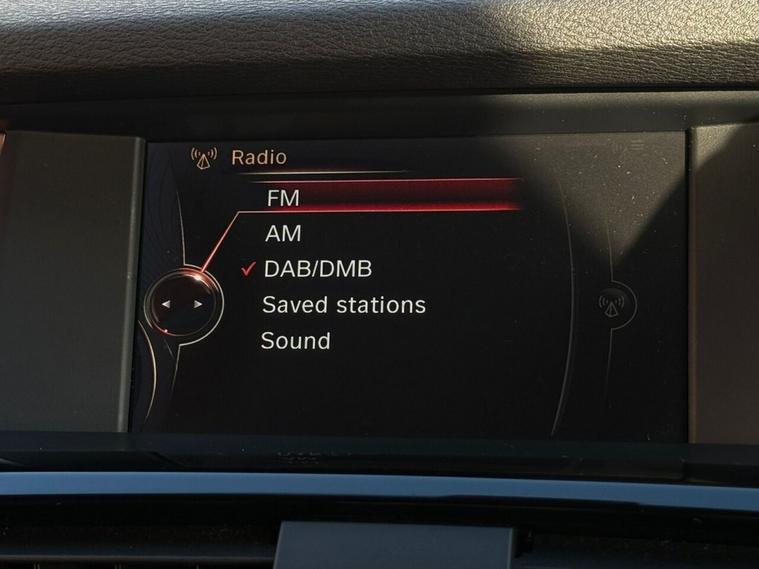 Radio
FM
AM
DAB/DMB
Saved stations
Sound